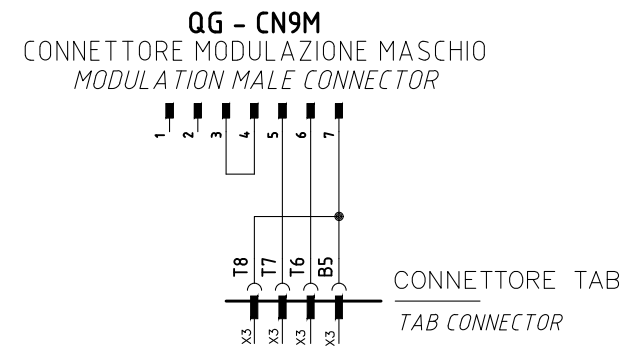 QG - CN9M
CONNETTORE MODULAZIONE MASCHIO
MODULATION MALE CONNECTOR
1 2 3 4 5 6 7
T8 T7 T6 B5
CONNETTORE TAB
TAB CONNECTOR
X3 X3 X3 X3